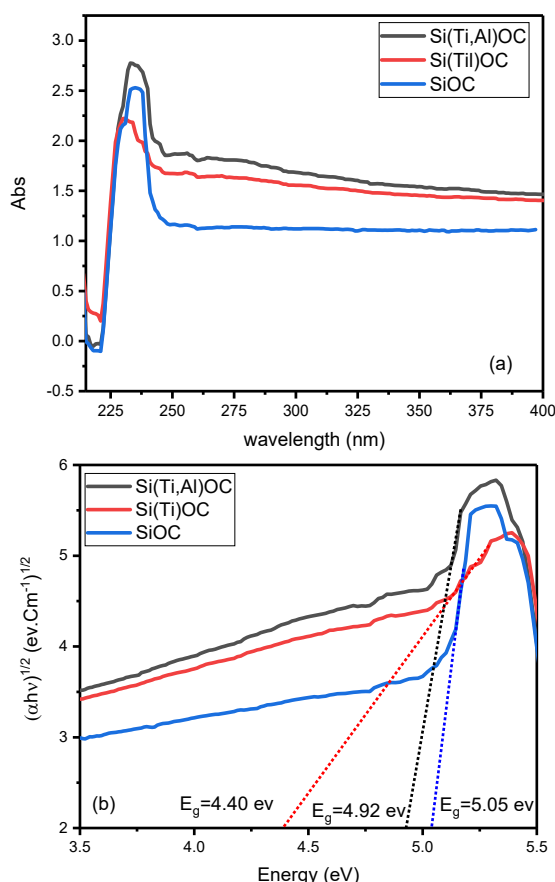 Si(Ti,Al)OC
Si(TiI)OC
SiOC
Abs
3.0
2.5
2.0
1.5
1.0
0.5
0.0
-0.5
(a)
225 250 275 300 325 350 375 400
wavelength (nm)
Si(Ti,Al)OC
Si(Ti)OC
SiOC
(αhν)1/2 (ev.Cm-1)1/2
6
5
4
3
2
Eg=4.40 ev
Eg=4.92 ev
Eg=5.05 ev
(b)
3.5 4.0 4.5 5.0 5.5
Energy (eV)